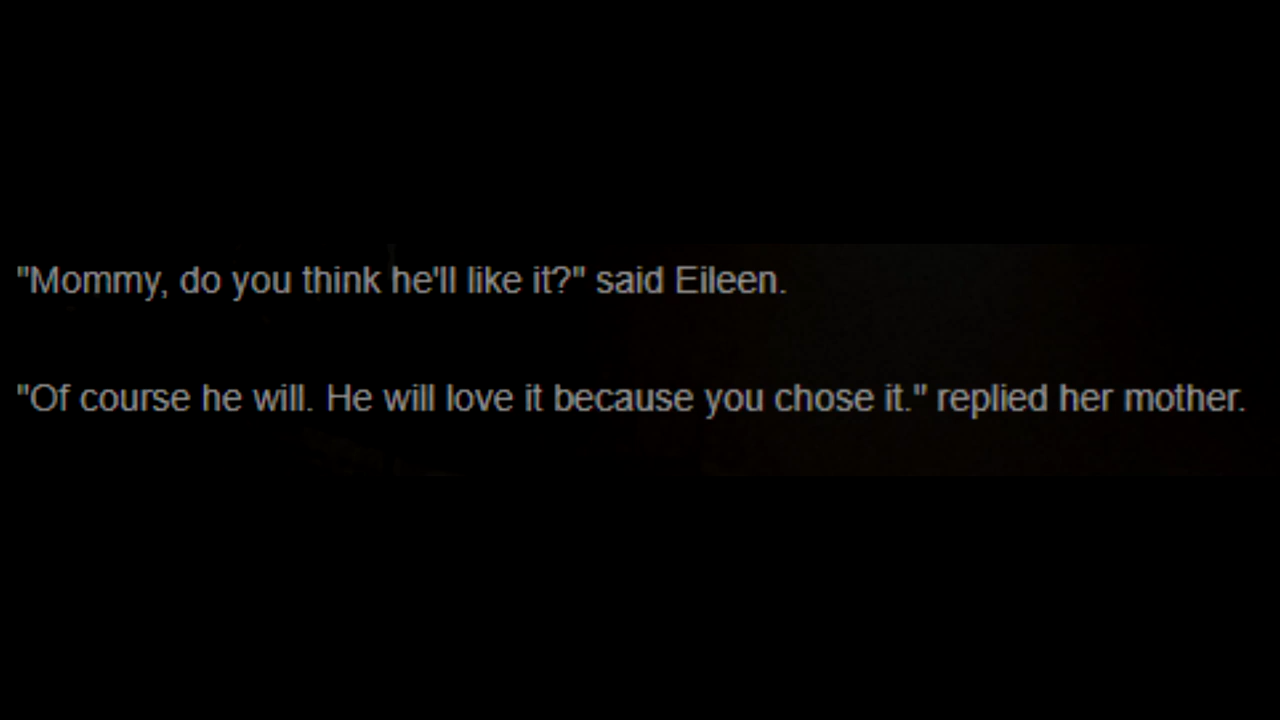 "Mommy, do you think he'll like it?" said Eileen.
"Of course he will. He will love it because you chose it." replied her mother.